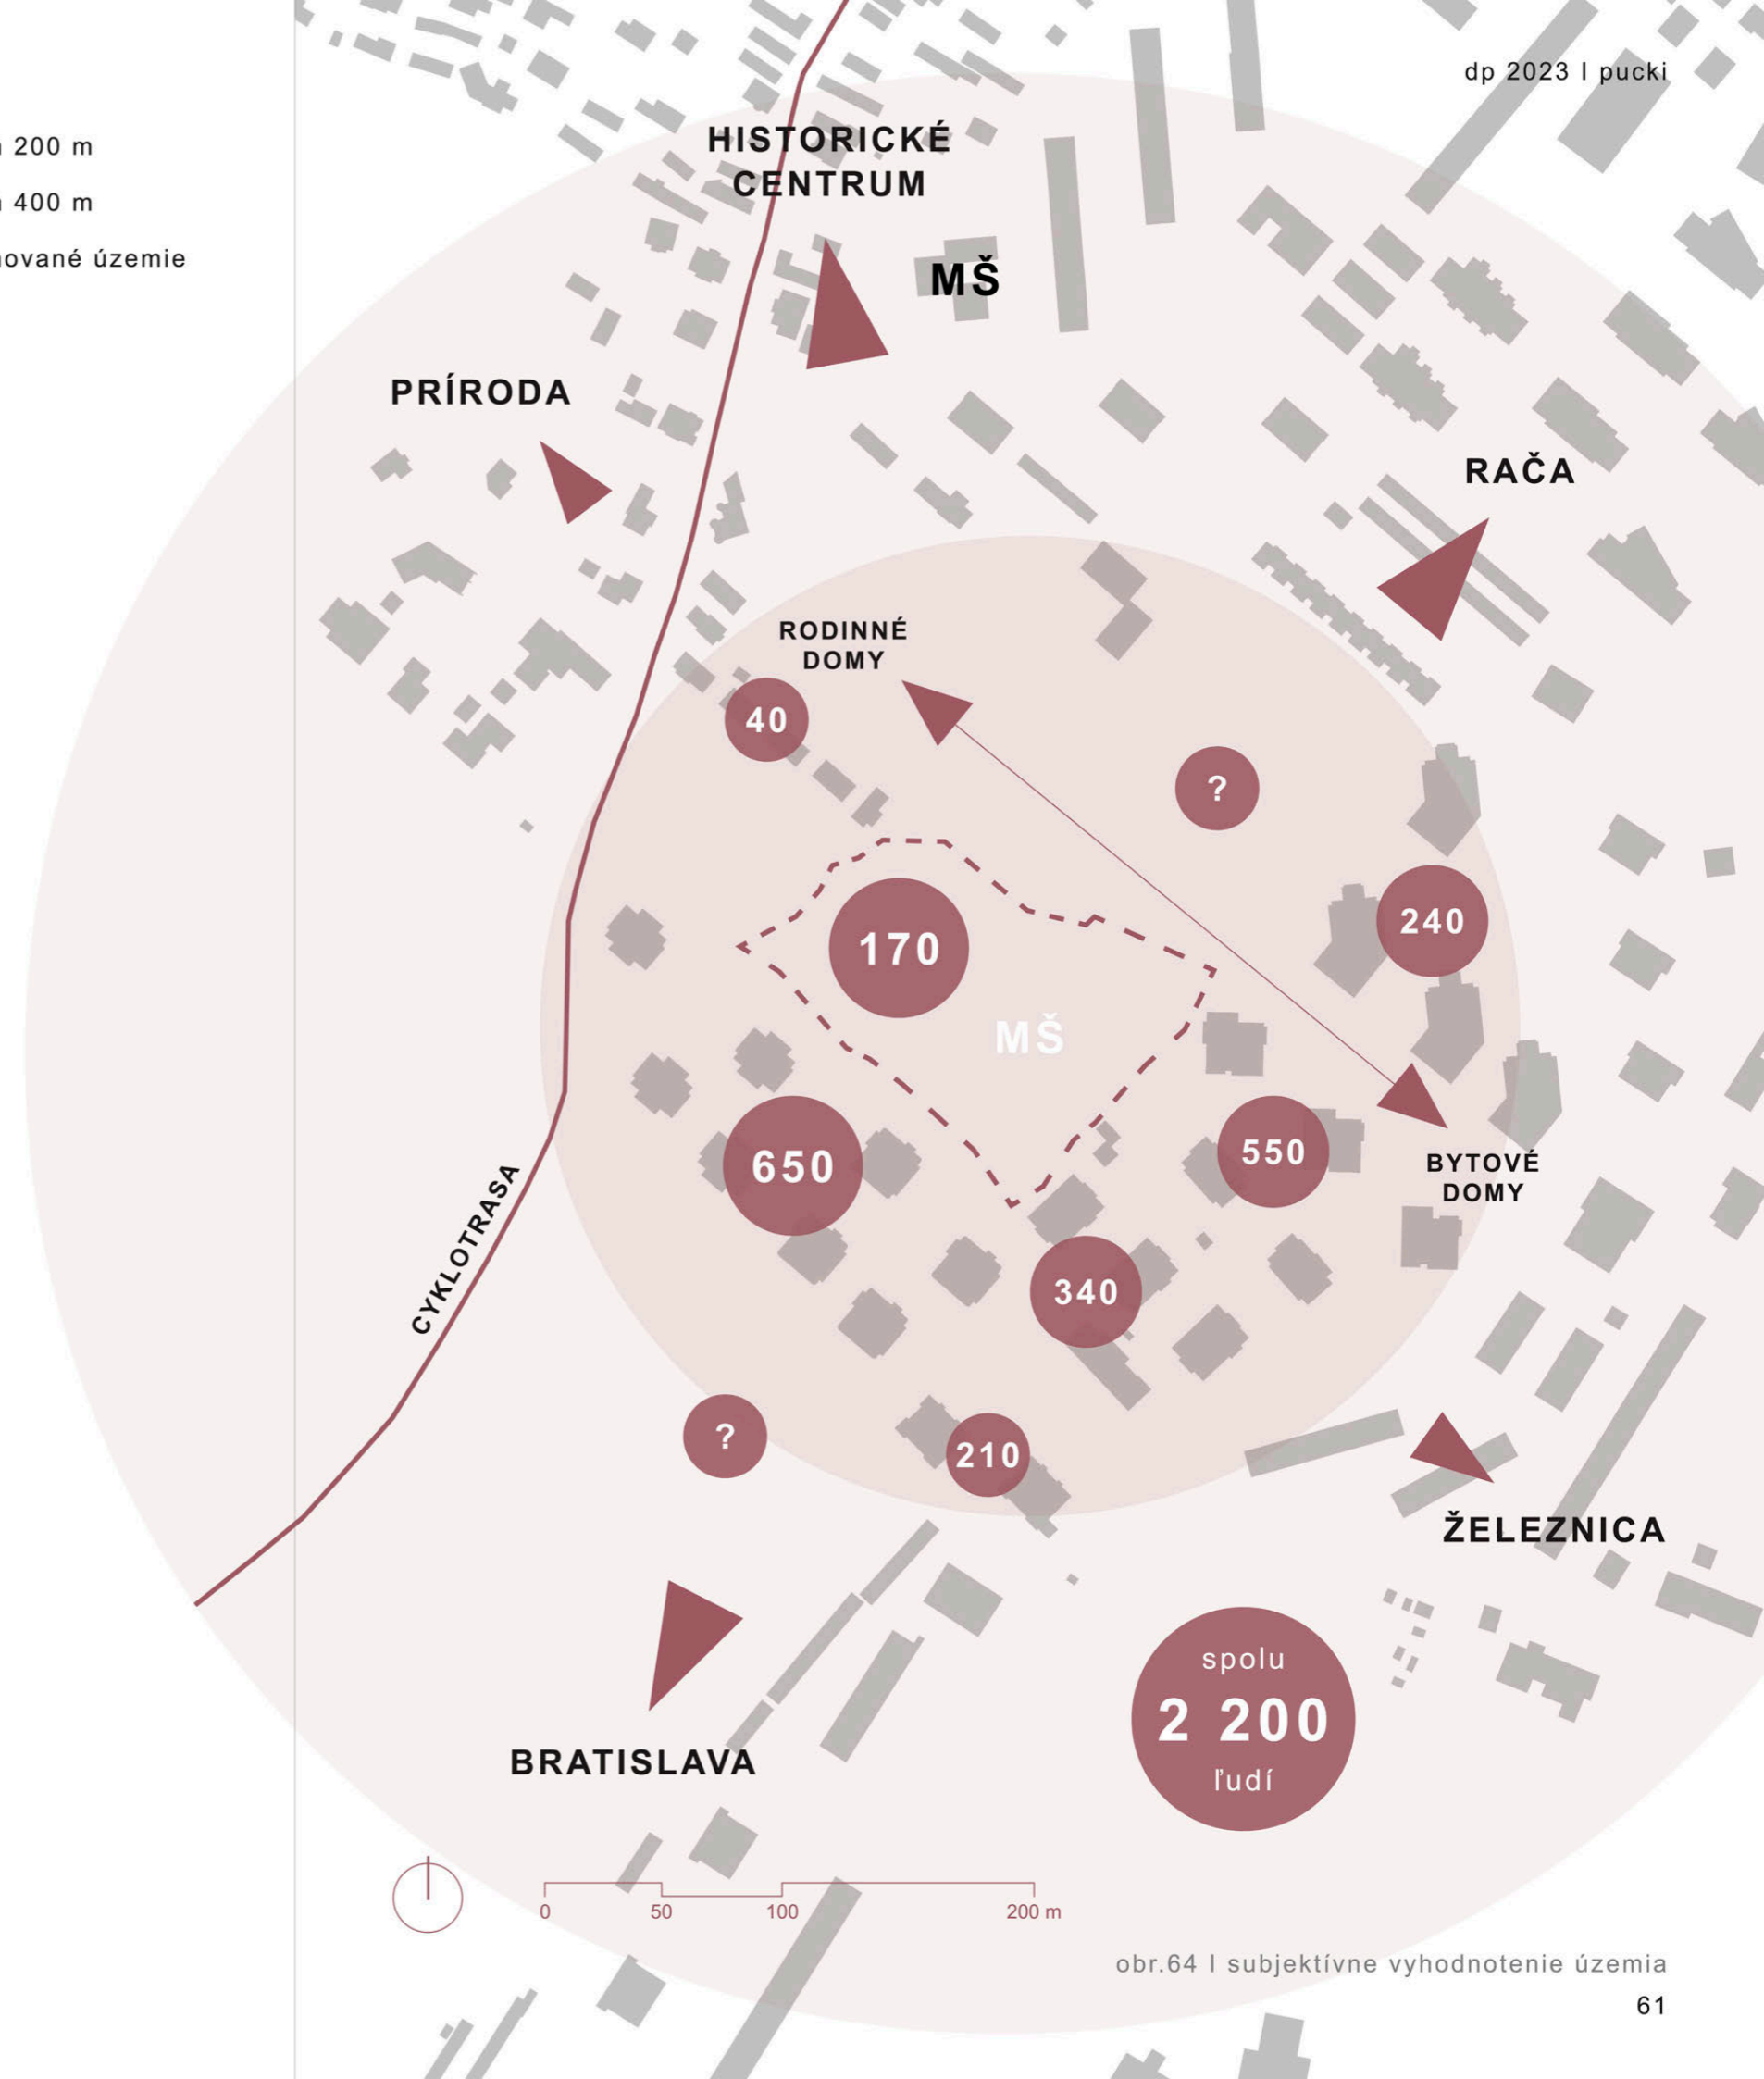 dp 2023 I pucki
200 m
400 m
ované územie
HISTORICKÉ
CENTRUM
MŠ
PRÍRODA
RAČA
RODINNÉ
DOMY
40
?
240
170
MŠ
650
550
BYTOVÉ
DOMY
CYKLOTRASA
340
?
210
ŽELEZNICA
BRATISLAVA
spolu
2 200
ľudí
0 50 100 200 m
obr.64 I subjektívne vyhodnotenie územia
61